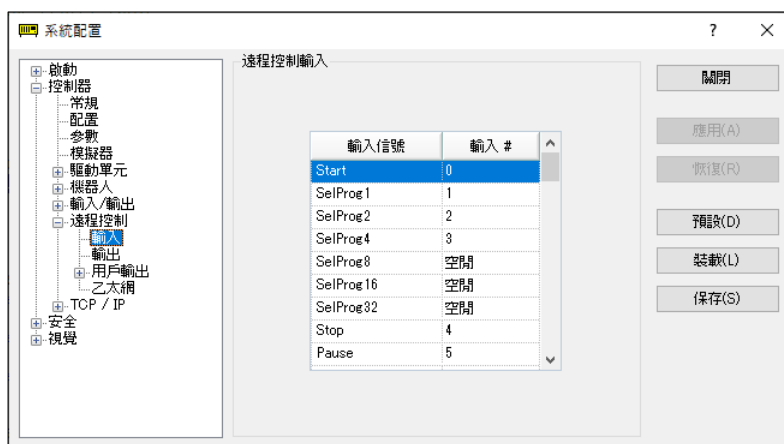 系統配置
啟動
控制器
常規
配置
參數
模擬器
驅動單元
機器人
輸入/輸出
遠程控制
輸入
輸出
用戶輸出
乙太網
TCP / IP
安全
視覺
遠程控制輸入
輸入信號 輸入 #
Start 0
SelProg1 1
SelProg2 2
SelProg4 3
SelProg8 空閒
SelProg16 空閒
SelProg32 空閒
Stop 4
Pause 5
關閉
應用(A)
恢復(R)
預設(D)
裝載(L)
保存(S)